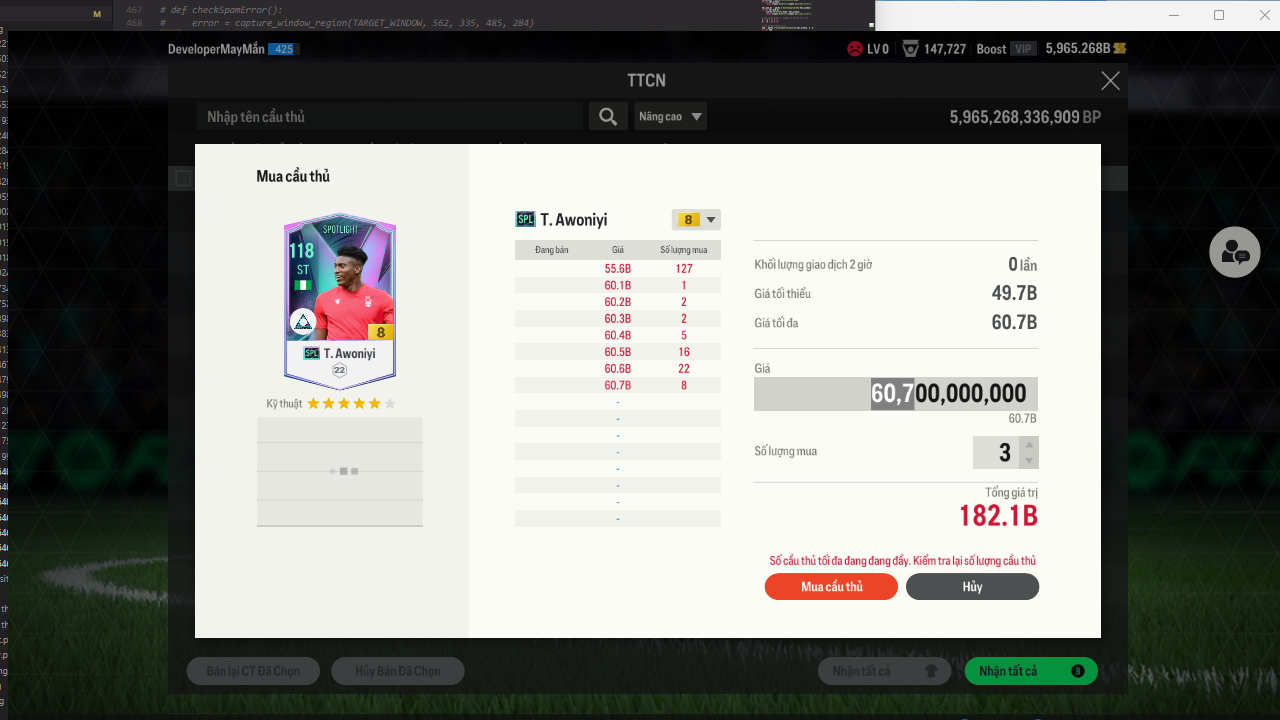 M 467 # def checkSpamError():
468 # error = capture_window_region(TARGET_WINDOW, 562, 335, 485, 284)
DeveloperMayMắn 425 LV 0 147,727 Boost VIP 5,965.268B
TTCN
Nhập tên cầu thủ Nâng cao 5,965,268,336,909 BP
Mua cầu thủ
SPOTLIGHT
118
ST
8
SPL T. Awoniyi
22
Kỹ thuật
SPL T. Awoniyi 8
Đang bán Giá Số lượng mua
55.6B 127
60.1B 1
60.2B 2
60.3B 2
60.4B 5
60.5B 16
60.6B 22
60.7B 8
- 
-
-
-
-
-
-
-
Khối lượng giao dịch 2 giờ 0 lần
Giá tối thiểu 49.7B
Giá tối đa 60.7B
Giá
60,700,000,000
60.7B
Số lượng mua 3
Tổng giá trị
182.1B
Số cầu thủ tối đa đang đang đầy. Kiểm tra lại số lượng cầu thủ
Mua cầu thủ Hủy
Bán lại CT Đã Chọn Hủy Bán Đã Chọn Nhận tất cả Nhận tất cả 8